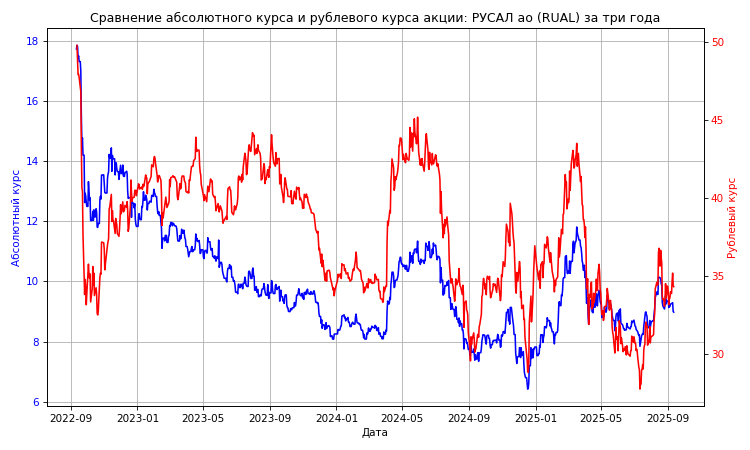 Сравнение абсолютного курса и рублевого курса акции: РУСАЛ ао (RUAL) за три года
18
16
14
12
10
8
6
Абсолютный курс
50
45
40
35
30
Рублевый курс
2022-09 2023-01 2023-05 2023-09 2024-01 2024-05 2024-09 2025-01 2025-05 2025-09
Дата